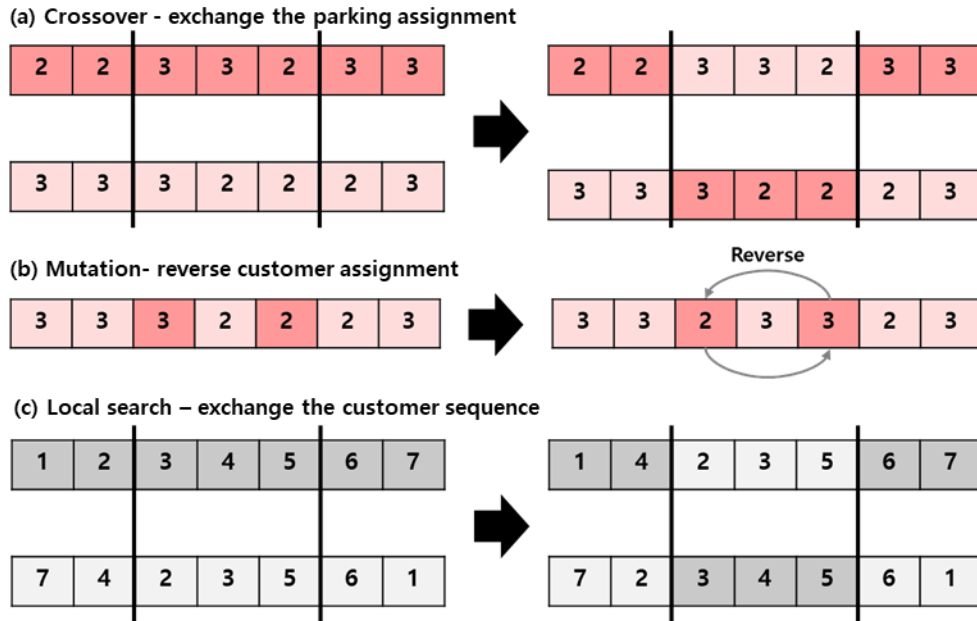 (a) Crossover - exchange the parking assignment
2 2 3 3 2 3 3
2 2 3 3 2 3 3
3 3 3 2 2 2 3
3 3 3 2 2 2 3
(b) Mutation- reverse customer assignment
Reverse
3 3 3 2 2 2 3
3 3 2 3 3 2 3
(c) Local search – exchange the customer sequence
1 2 3 4 5 6 7
1 4 2 3 5 6 7
7 4 2 3 5 6 1
7 2 3 4 5 6 1